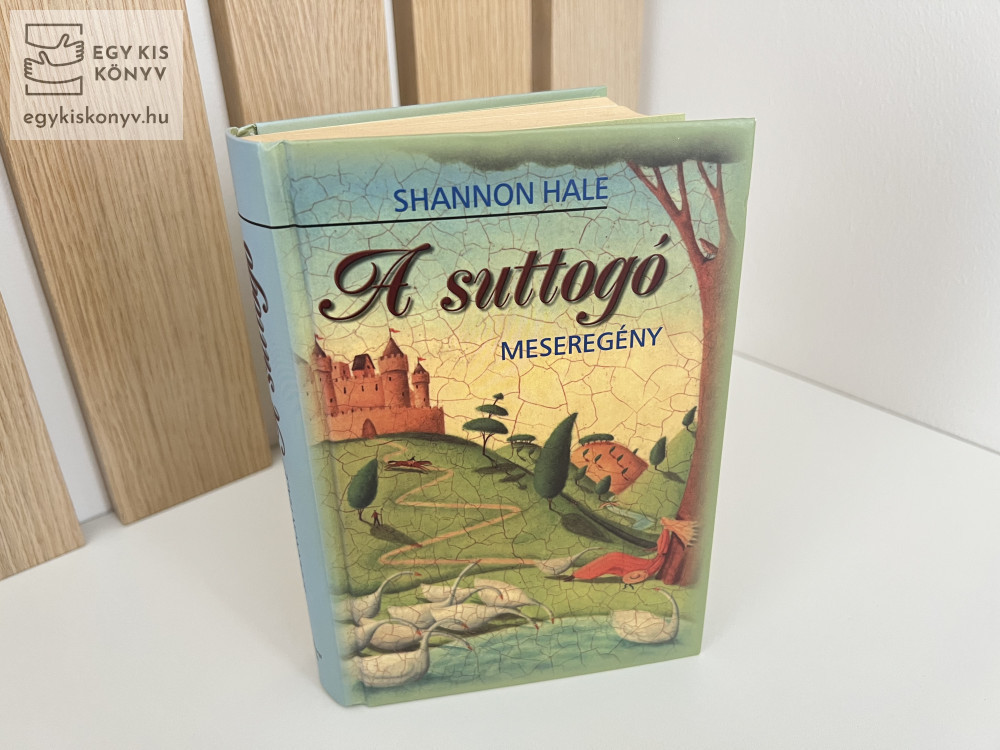 EGY KIS
KÖNYV
egykiskonyv.hu
SHANNON HALE
A suttogó
MESEREGÉNY